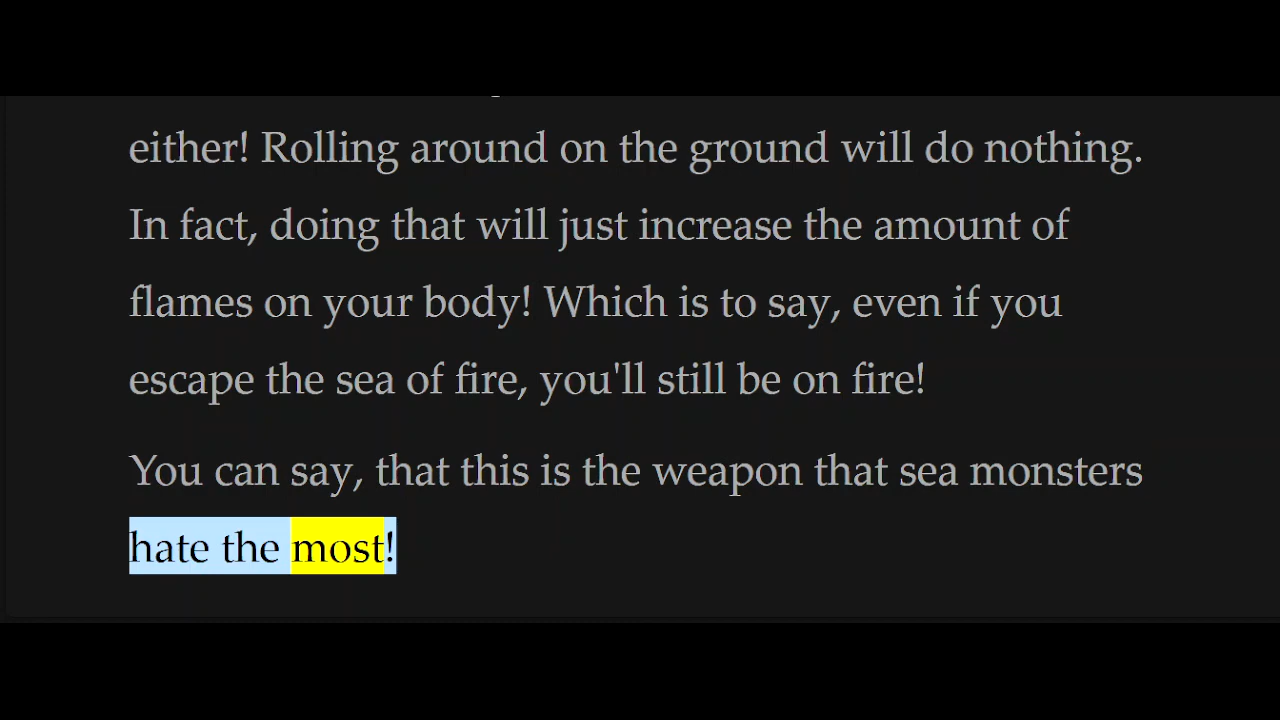 either! Rolling around on the ground will do nothing.
In fact, doing that will just increase the amount of
flames on your body! Which is to say, even if you
escape the sea of fire, you'll still be on fire!
You can say, that this is the weapon that sea monsters
hate the most!